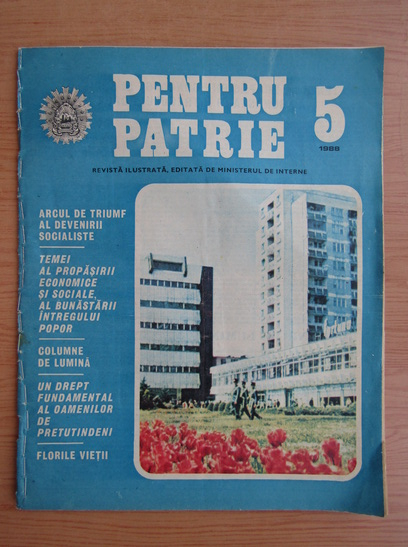 PENTRU
PATRIE
5
1988
REVISTĂ ILUSTRATĂ, EDITATĂ DE MINISTERUL DE INTERNE
ARCUL DE TRIUMF
AL DEVENIRII
SOCIALISTE
TEMEI
AL PROPĂȘIRII
ECONOMICE
ȘI SOCIALE,
AL BUNĂSTĂRII
ÎNTREGULUI
POPOR
COLUMNE
DE LUMINĂ
UN DREPT
FUNDAMENTAL
AL OAMENILOR
DE
PRETUTINDENI
FLORILE VIEȚII